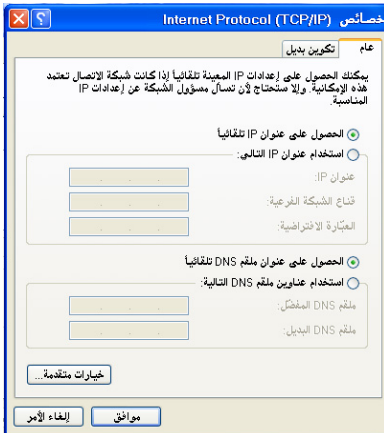 خصائص Internet Protocol (TCP/IP)
عام
تكوين بديل
يمكنك الحصول على إعدادات IP المعينة تلقائياً إذا كانت شبكة الاتصال تعتمد
هذه الإمكانية. وإلا ستحتاج لأن تسأل مسؤول الشبكة عن إعدادات IP
المناسبة.
الحصول على عنوان IP تلقائياً
استخدام عنوان IP التالي:
عنوان IP:
قناع الشبكة الفرعية:
العبّارة الافتراضية:
الحصول على عنوان ملقم DNS تلقائياً
استخدام عناوين ملقم DNS التالية:
ملقم DNS المفضّل:
ملقم DNS البديل:
خيارات متقدمة...
موافق
إلغاء الأمر